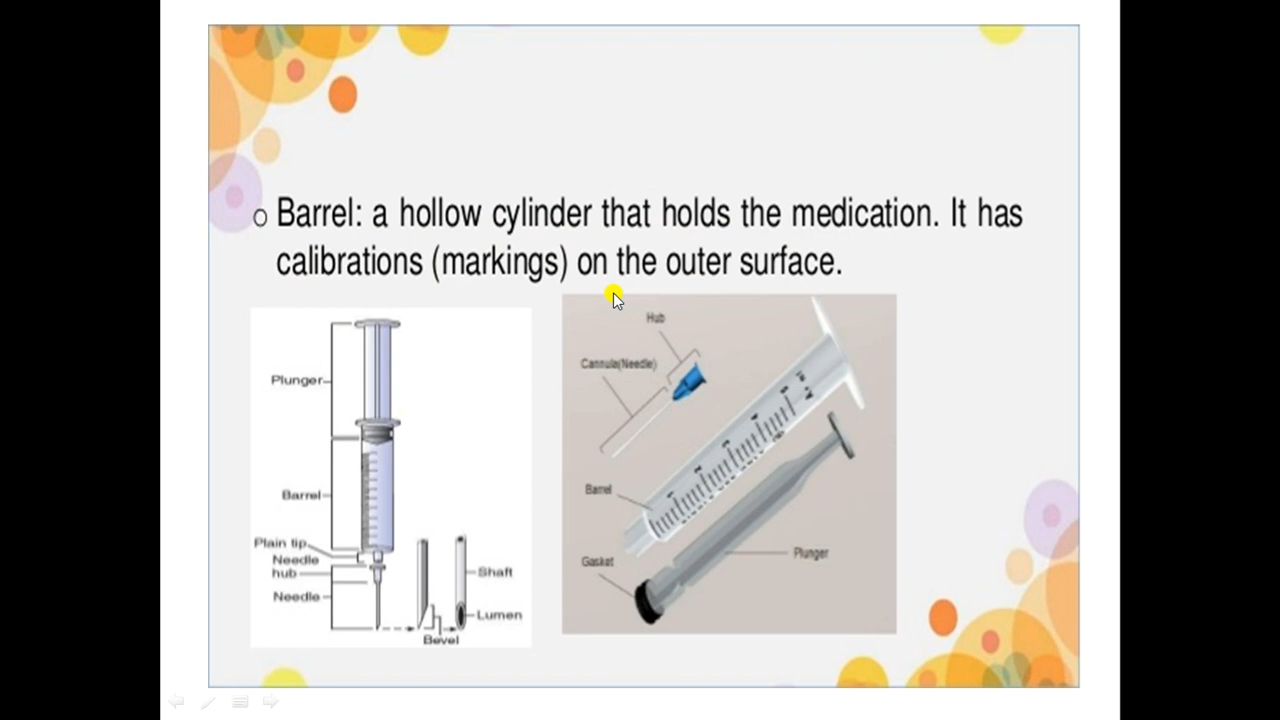 o Barrel: a hollow cylinder that holds the medication. It has
calibrations (markings) on the outer surface.
Plunger
Barrel
Plain tip
Needle
hub
Needle
Shaft
Lumen
Bevel
Hub
Cannula(Needle)
Barrel
Gasket
Plunger